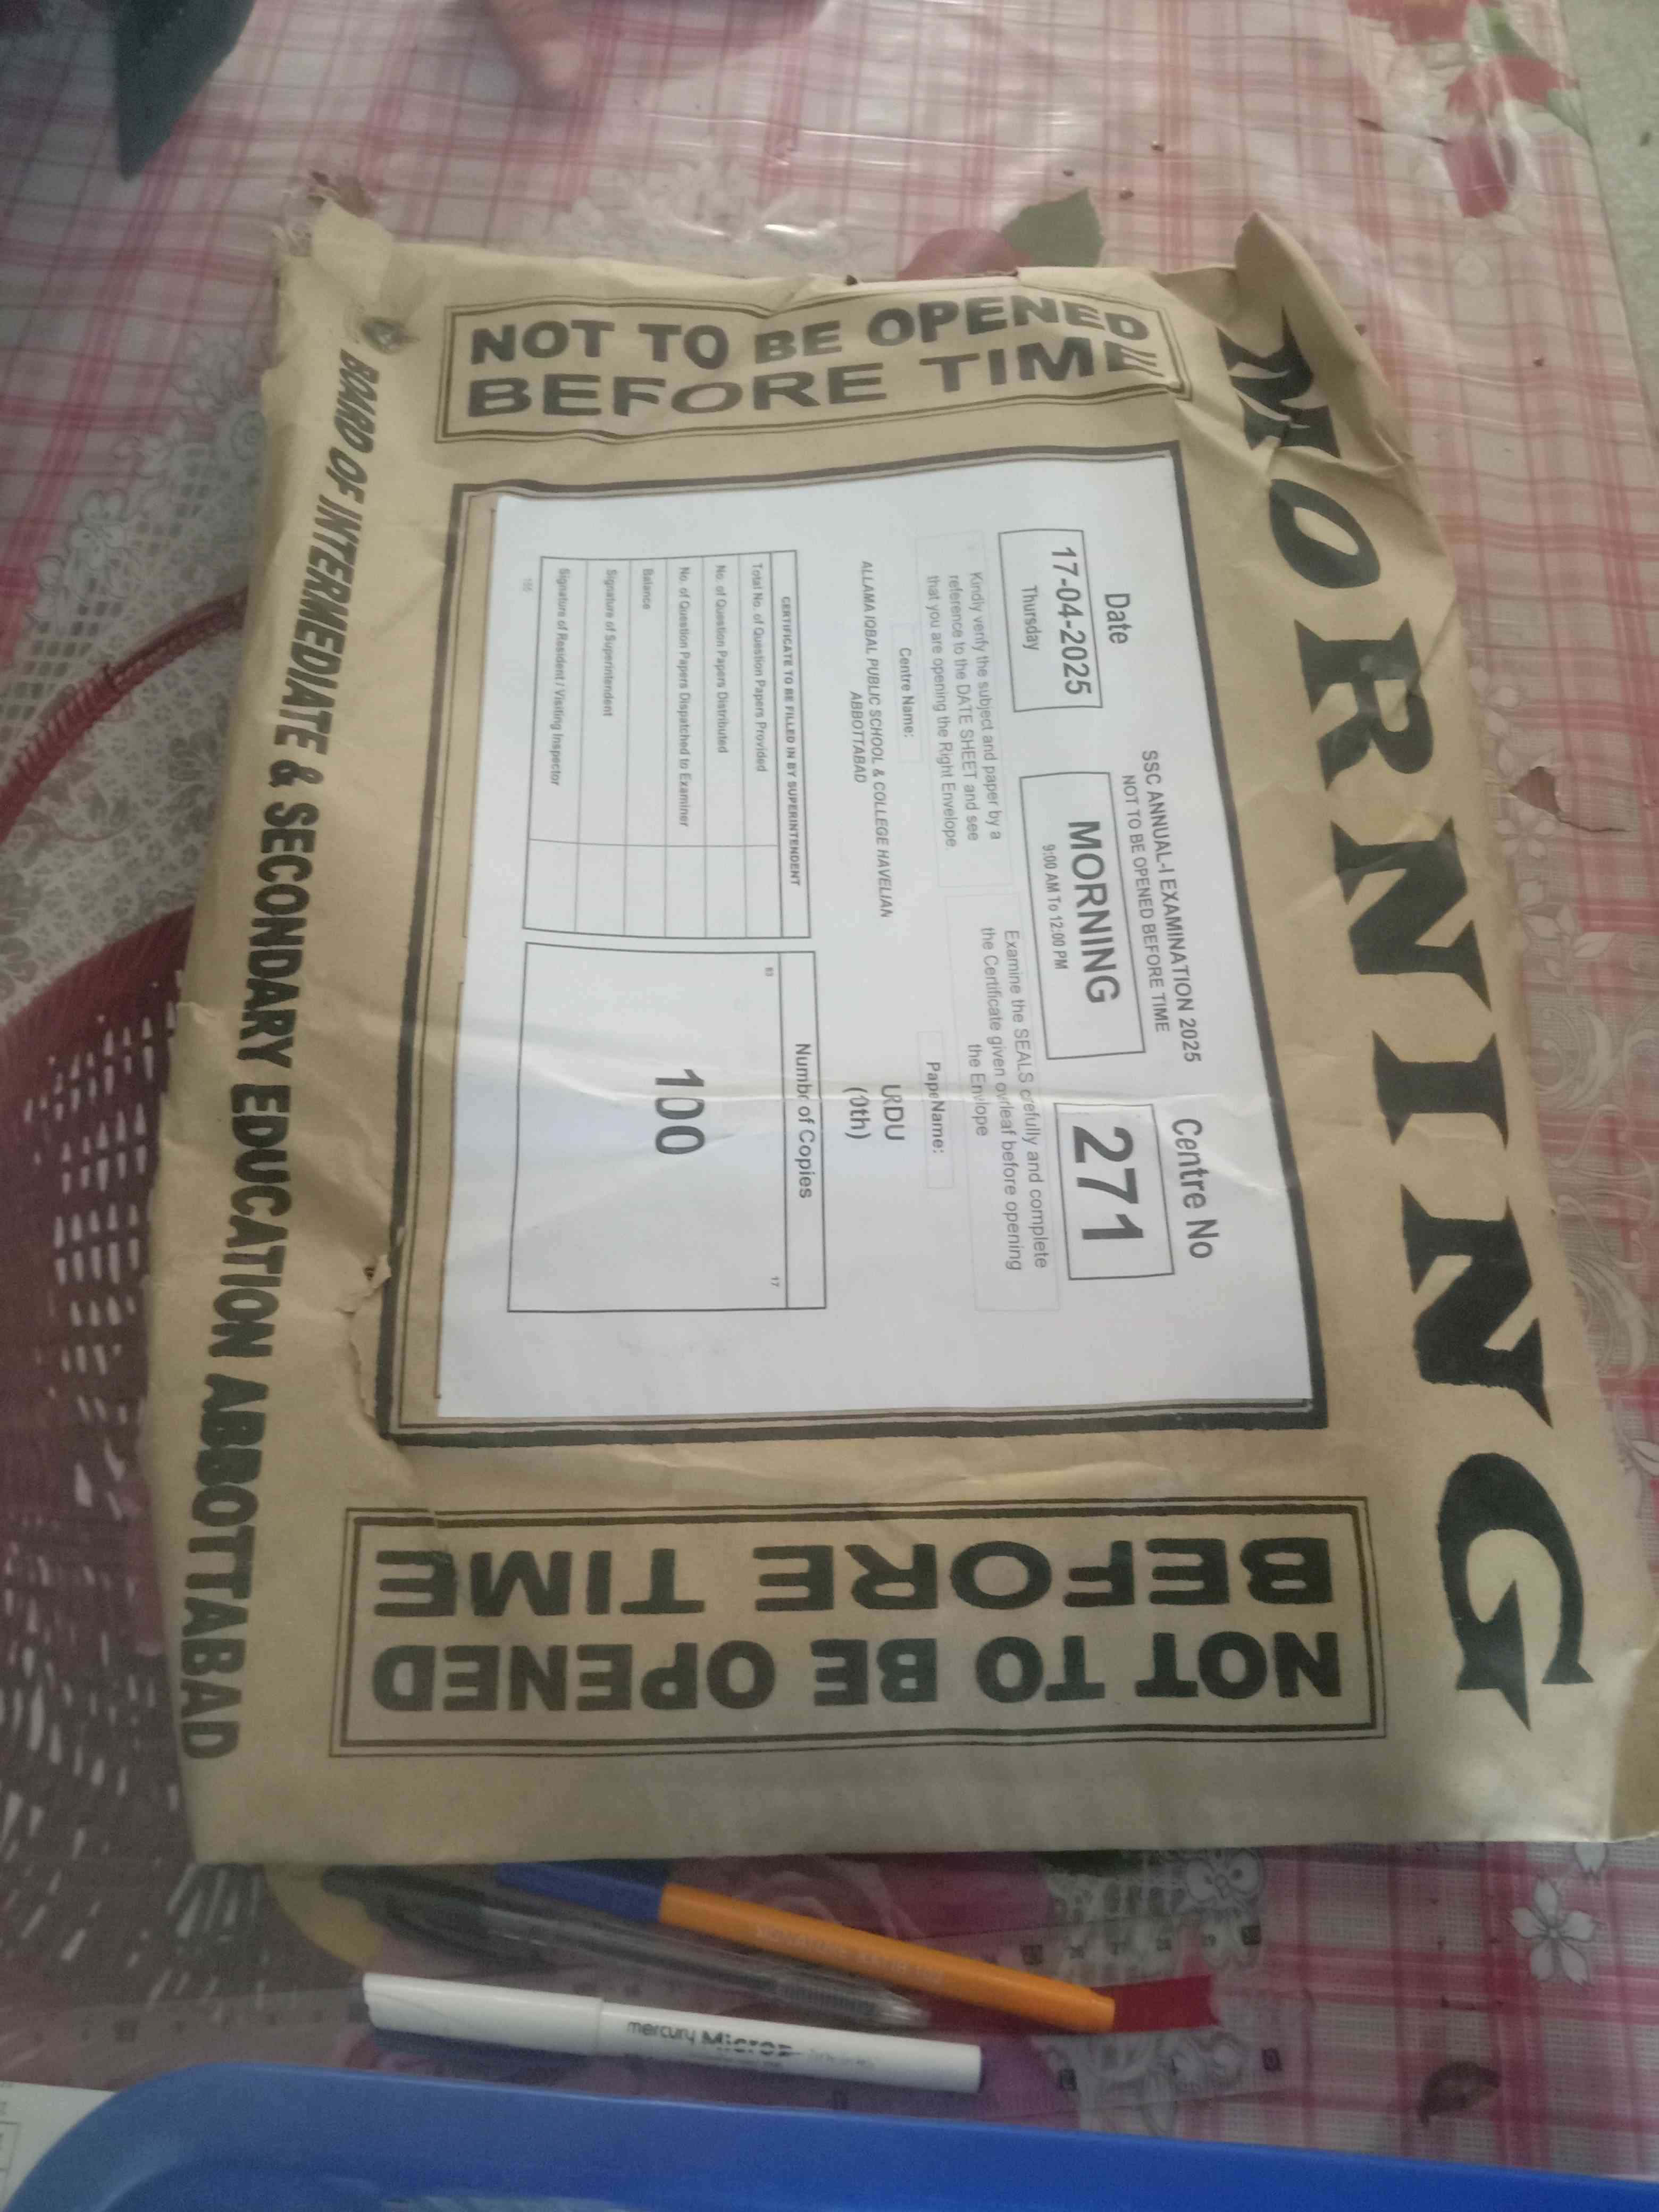 MORNING
NOT TO BE OPENED
BEFORE TIME
SSC ANNUAL-I EXAMINATION 2025
NOT TO BE OPENED BEFORE TIME
Date
17-04-2025
Thursday
MORNING
9:00 AM To 12:00 PM
Centre No
271
Kindly verify the subject and paper by a
reference to the DATE SHEET and see
that you are opening the Right Envelope.
Examine the SEALS carefully and complete
the Certificate given overleaf before opening
the Envelope
Centre Name:
ALLAMA IQBAL PUBLIC SCHOOL & COLLEGE HAVELIAN
ABBOTTABAD
Paper Name:
URDU
(10th)
CERTIFICATE TO BE FILLED IN BY SUPERINTENDENT
Total No. of Question Papers Provided
No. of Question Papers Distributed
No. of Question Papers Dispatched to Examiner
Balance
Signature of Superintendent
Signature of Resident / Visiting Inspector
Number of Copies
17
100
NOT TO BE OPENED
BEFORE TIME
BOARD OF INTERMEDIATE & SECONDARY EDUCATION ABBOTTABAD
mercury Micro